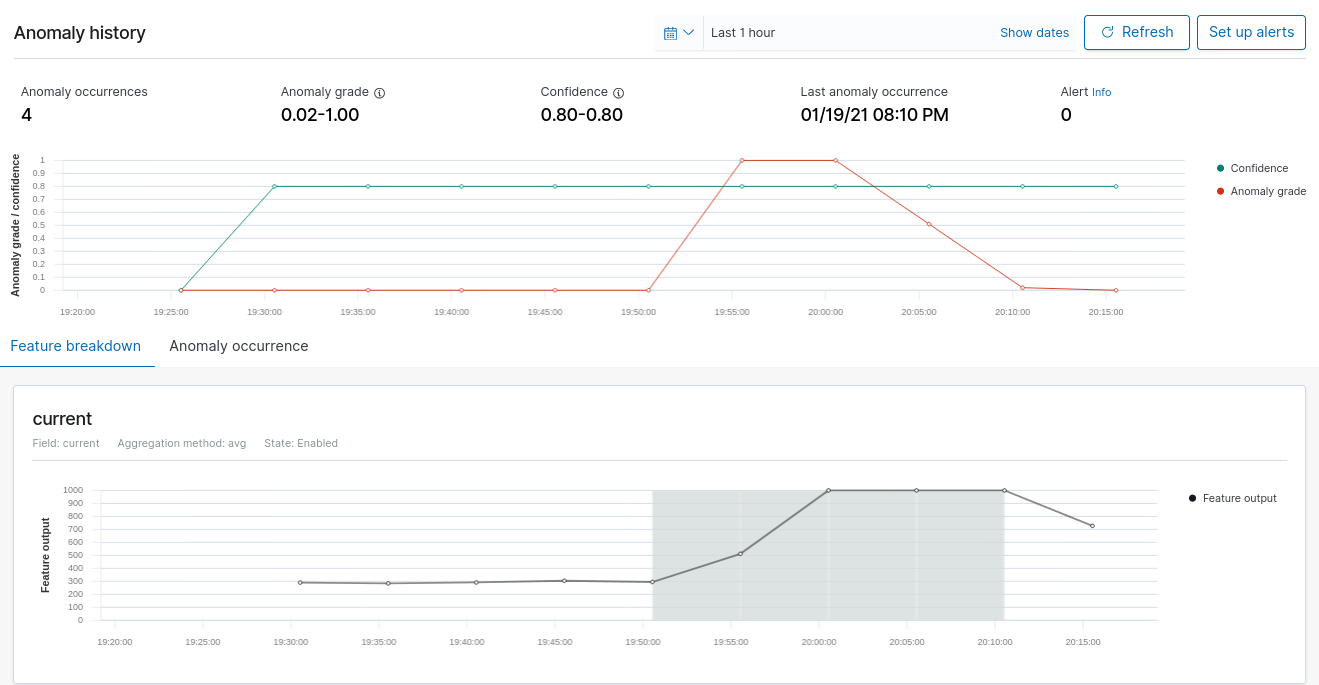 Anomaly history
Last 1 hour
Show dates
Refresh
Set up alerts
Anomaly occurrences
4
Anomaly grade
0.02-1.00
Confidence
0.80-0.80
Last anomaly occurrence
01/19/21 08:10 PM
Alert Info
0
Anomaly grade / confidence
1
0.9
0.8
0.7
0.6
0.5
0.4
0.3
0.2
0.1
0
19:20:00 19:25:00 19:30:00 19:35:00 19:40:00 19:45:00 19:50:00 19:55:00 20:00:00 20:05:00 20:10:00 20:15:00
Confidence
Anomaly grade
Feature breakdown Anomaly occurrence
current
Field: current Aggregation method: avg State: Enabled
Feature output
1000
900
800
700
600
500
400
300
200
100
0
19:20:00 19:25:00 19:30:00 19:35:00 19:40:00 19:45:00 19:50:00 19:55:00 20:00:00 20:05:00 20:10:00 20:15:00
Feature output